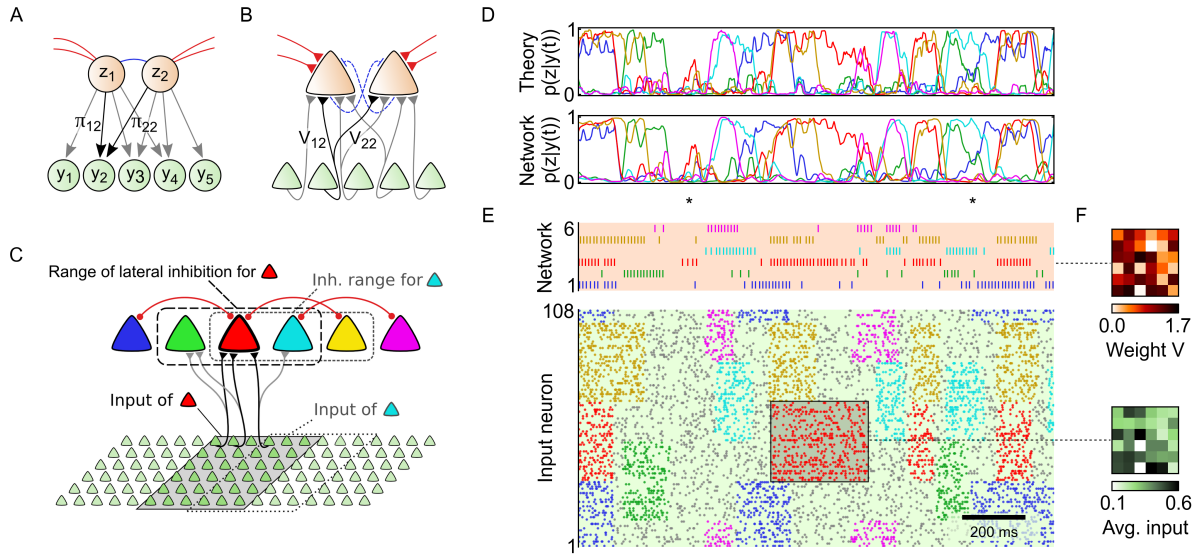 A
z1 z2
π12 π22
y1 y2 y3 y4 y5
B
V12 V22
C
Range of lateral inhibition for
Inh. range for
Input of
Input of
D
1
Theory
p(z|y(t))
0
1
Network
p(z|y(t))
0
* *
E
6
Network
1
108
Input neuron
1
200 ms
F
0.0 1.7
Weight V
0.1 0.6
Avg. input